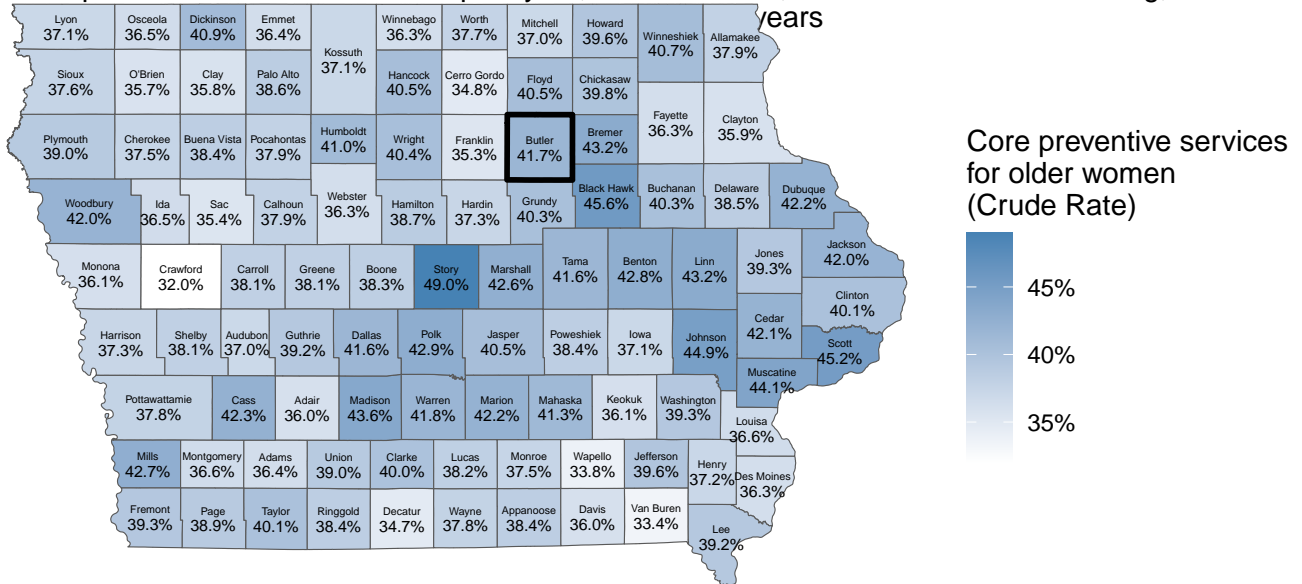 years
Lyon Osceola Dickinson Emmet Winnebago Worth Mitchell Howard Winneshiek Allamakee
37.1% 36.5% 40.9% 36.4% 36.3% 37.7% 37.0% 39.6% 40.7% 37.9%
Kossuth
37.1%
Sioux O'Brien Clay Palo Alto Hancock Cerro Gordo Floyd Chickasaw
37.6% 35.7% 35.8% 38.6% 40.5% 34.8% 40.5% 39.8%
Fayette Clayton
36.3% 35.9%
Plymouth Cherokee Buena Vista Pocahontas Humboldt Wright Franklin Butler Bremer
39.0% 37.5% 38.4% 37.9% 41.0% 40.4% 35.3% 41.7% 43.2%
Woodbury Ida Sac Calhoun Webster Hamilton Hardin Grundy Black Hawk Buchanan Delaware Dubuque
42.0% 36.5% 35.4% 37.9% 36.3% 38.7% 37.3% 40.3% 45.6% 40.3% 38.5% 42.2%
Monona Crawford Carroll Greene Boone Story Marshall Tama Benton Linn Jones Jackson
36.1% 32.0% 38.1% 38.1% 38.3% 49.0% 42.6% 41.6% 42.8% 43.2% 39.3% 42.0%
Clinton
40.1%
Harrison Shelby Audubon Guthrie Dallas Polk Jasper Poweshiek Iowa Johnson Cedar Scott
37.3% 38.1% 37.0% 39.2% 41.6% 42.9% 40.5% 38.4% 37.1% 44.9% 42.1% 45.2%
Muscatine
44.1%
Pottawattamie Cass Adair Madison Warren Marion Mahaska Keokuk Washington
37.8% 42.3% 36.0% 43.6% 41.8% 42.2% 41.3% 36.1% 39.3%
Louisa
36.6%
Mills Montgomery Adams Union Clarke Lucas Monroe Wapello Jefferson Henry Des Moines
42.7% 36.6% 36.4% 39.0% 40.0% 38.2% 37.5% 33.8% 39.6% 37.2% 36.3%
Fremont Page Taylor Ringgold Decatur Wayne Appanoose Davis Van Buren Lee
39.3% 38.9% 40.1% 38.4% 34.7% 37.8% 38.4% 36.0% 33.4% 39.2%
Core preventive services
for older women
(Crude Rate)
45%
40%
35%